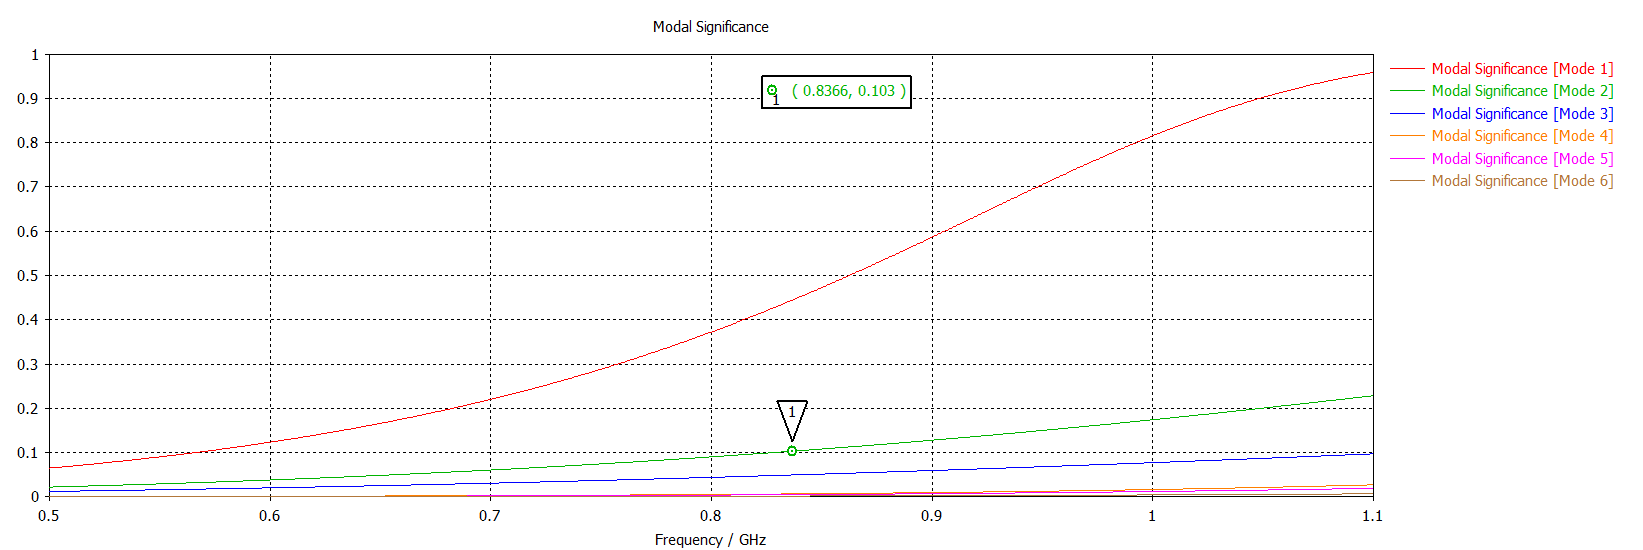 Modal Significance
1
0.9
0.8
0.7
0.6
0.5
0.4
0.3
0.2
0.1
0
0.5 0.6 0.7 0.8 0.9 1 1.1
Frequency / GHz
1 ( 0.8366, 0.103 )
1
Modal Significance [Mode 1]
Modal Significance [Mode 2]
Modal Significance [Mode 3]
Modal Significance [Mode 4]
Modal Significance [Mode 5]
Modal Significance [Mode 6]